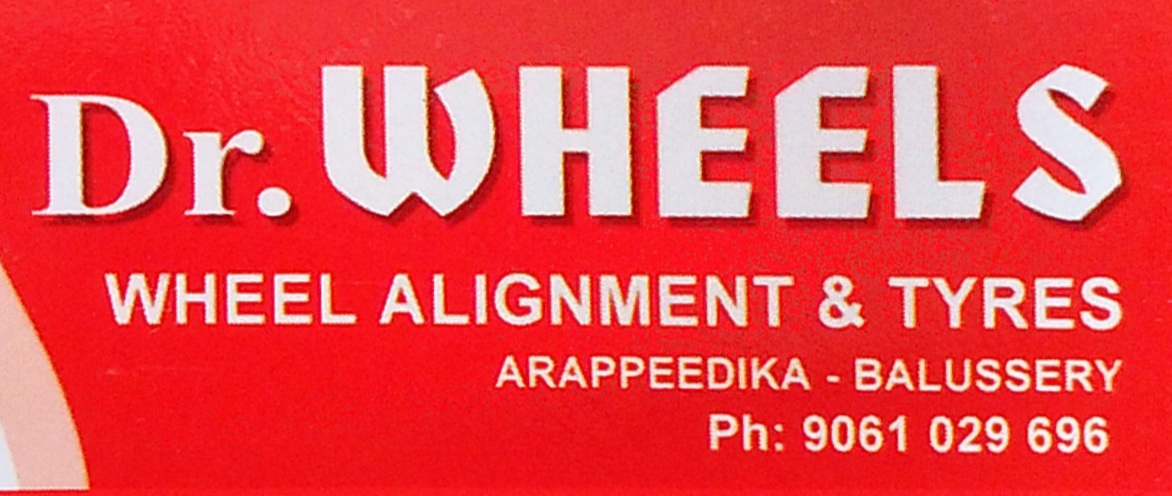 Dr. WHEELS
WHEEL ALIGNMENT & TYRES
ARAPPEEDIKA - BALUSSERY
Ph: 9061 029 696